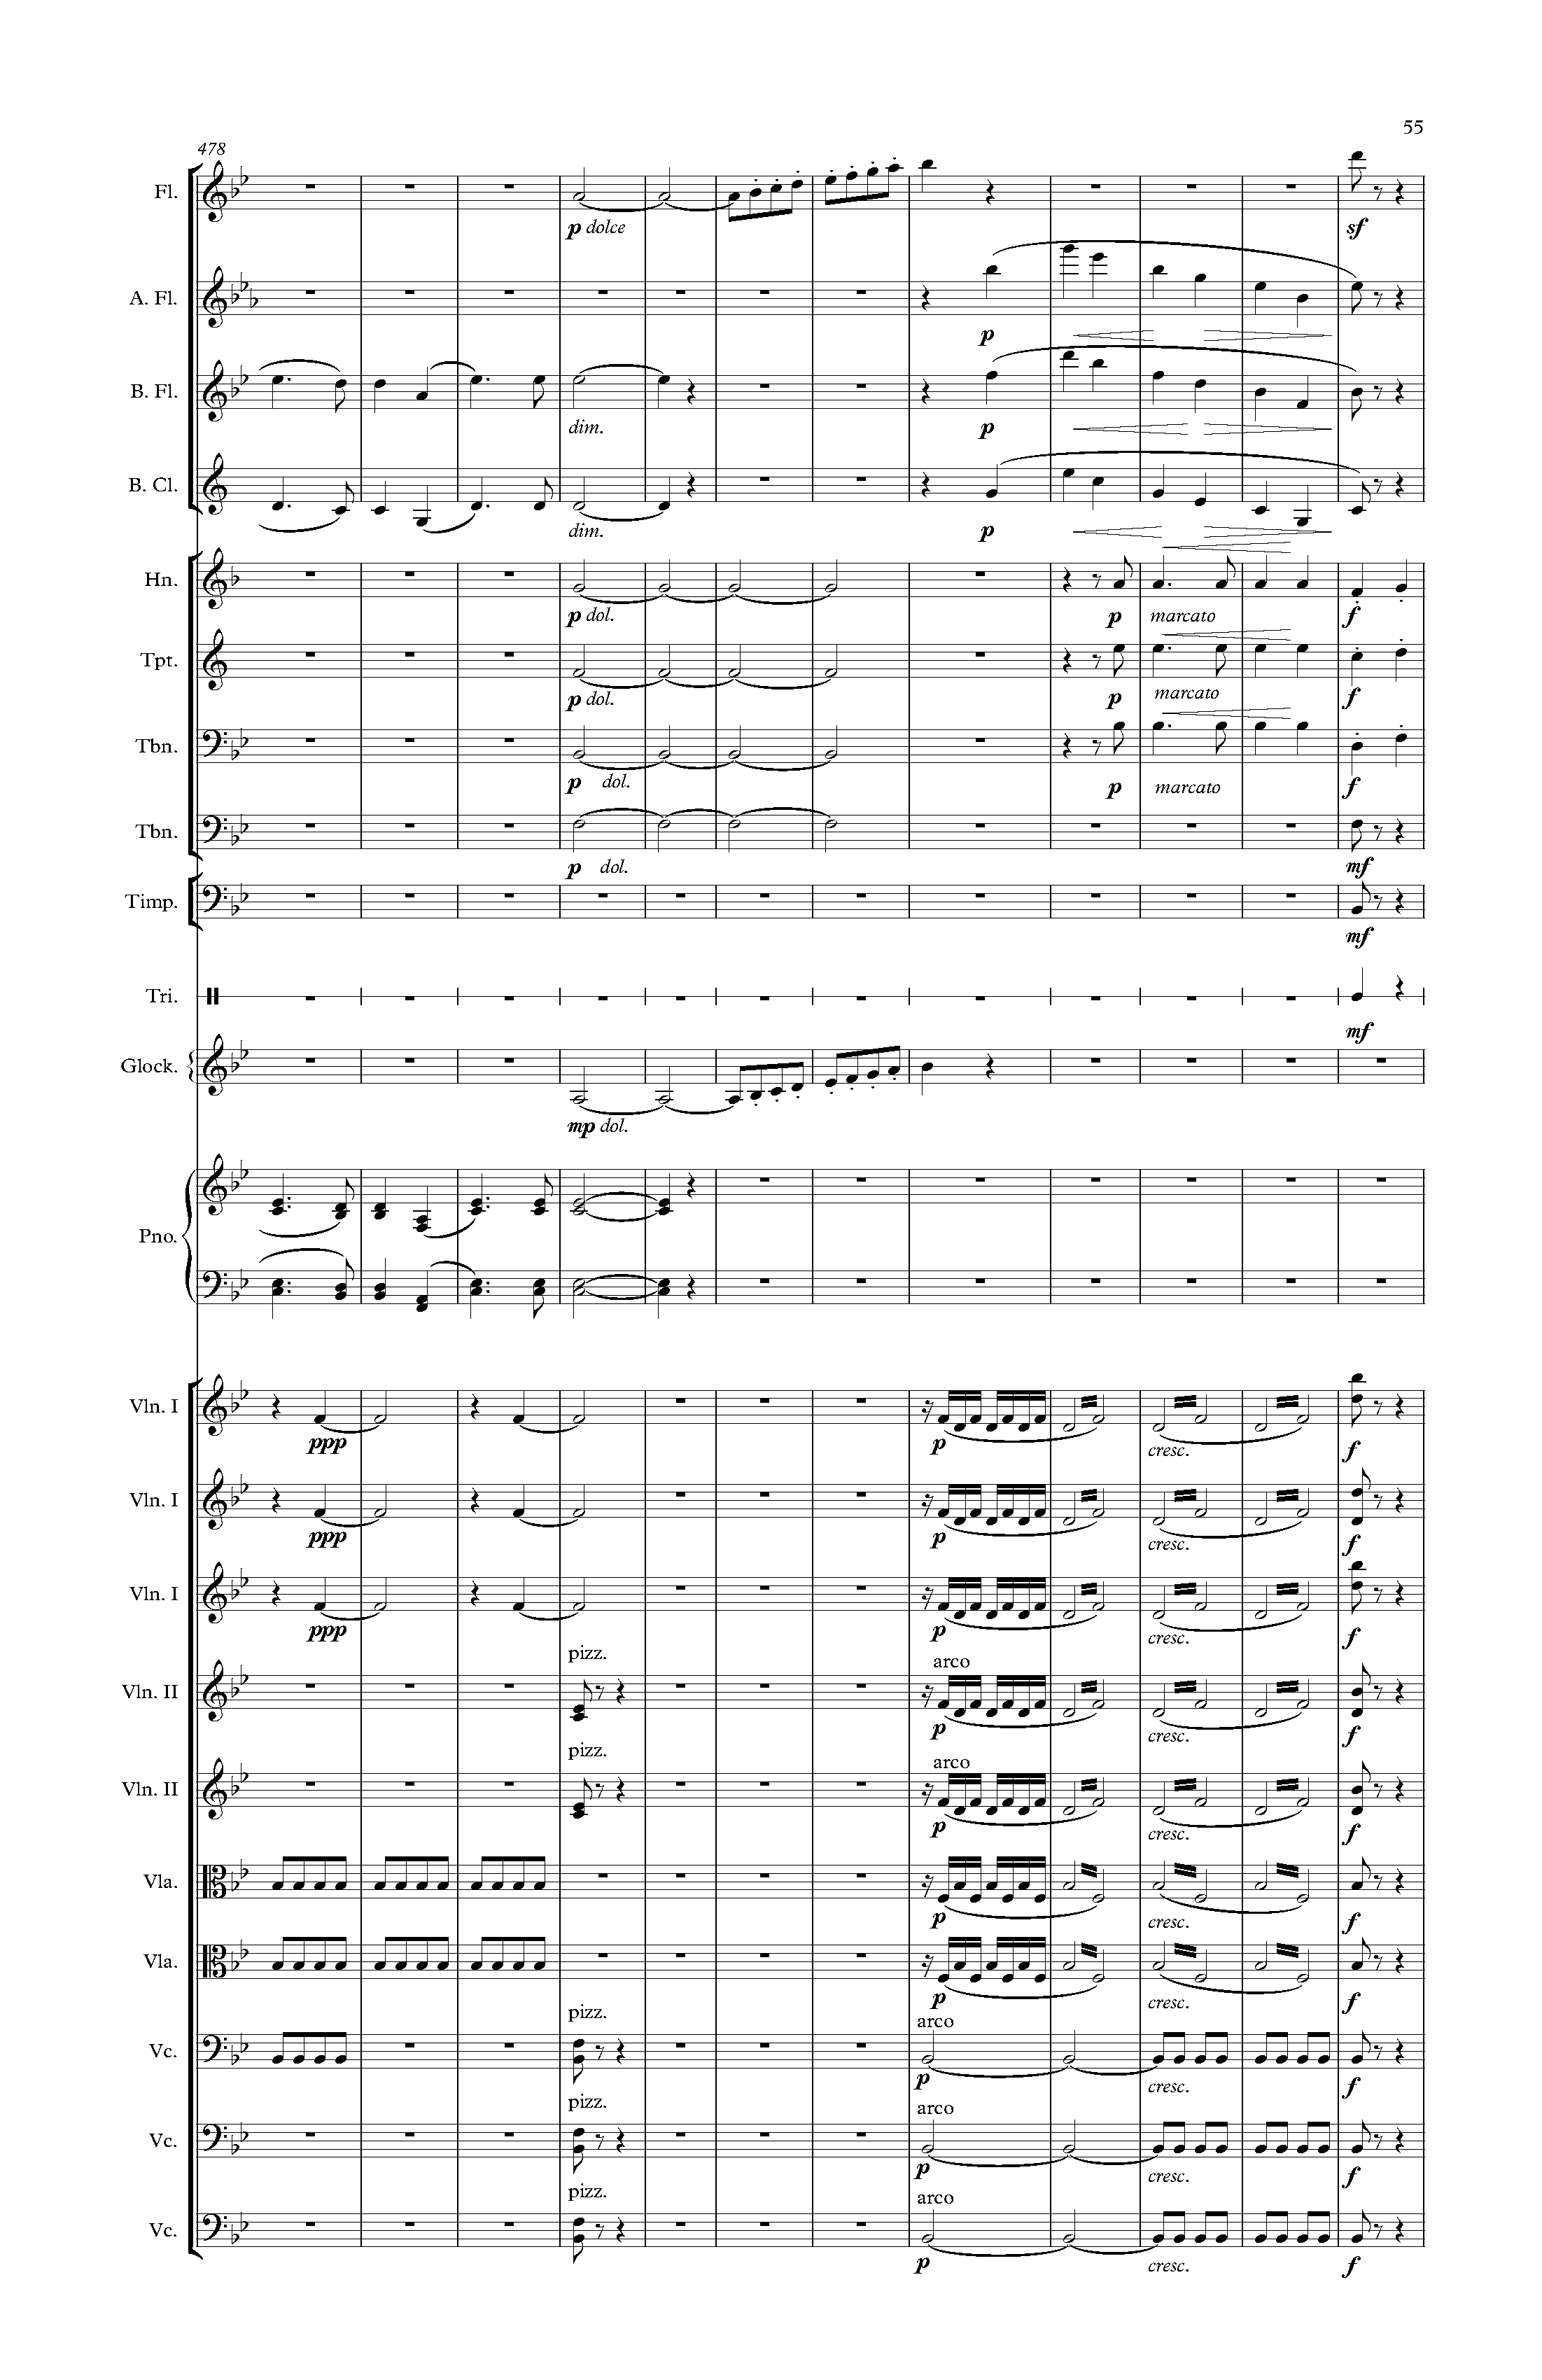 55
478
Fl.
p dolce
sf
A. Fl.
p
B. Fl.
dim.
p
B. Cl.
dim.
p
Hn.
p dol.
p marcato
f
Tpt.
p dol.
p marcato
f
Tbn.
p dol.
p marcato
f
Tbn.
p dol.
mf
Timp.
mf
Tri.
mf
Glock.
mp dol.
Pno.
Vln. I
ppp
p
cresc.
f
Vln. I
ppp
p
cresc.
f
Vln. I
ppp
p
cresc.
f
pizz.
arco
Vln. II
p
cresc.
f
pizz.
arco
Vln. II
p
cresc.
f
Vla.
p
cresc.
f
Vla.
p
cresc.
f
pizz.
arco
Vc.
p
cresc.
f
pizz.
arco
Vc.
p
cresc.
f
pizz.
arco
Vc.
p
cresc.
f